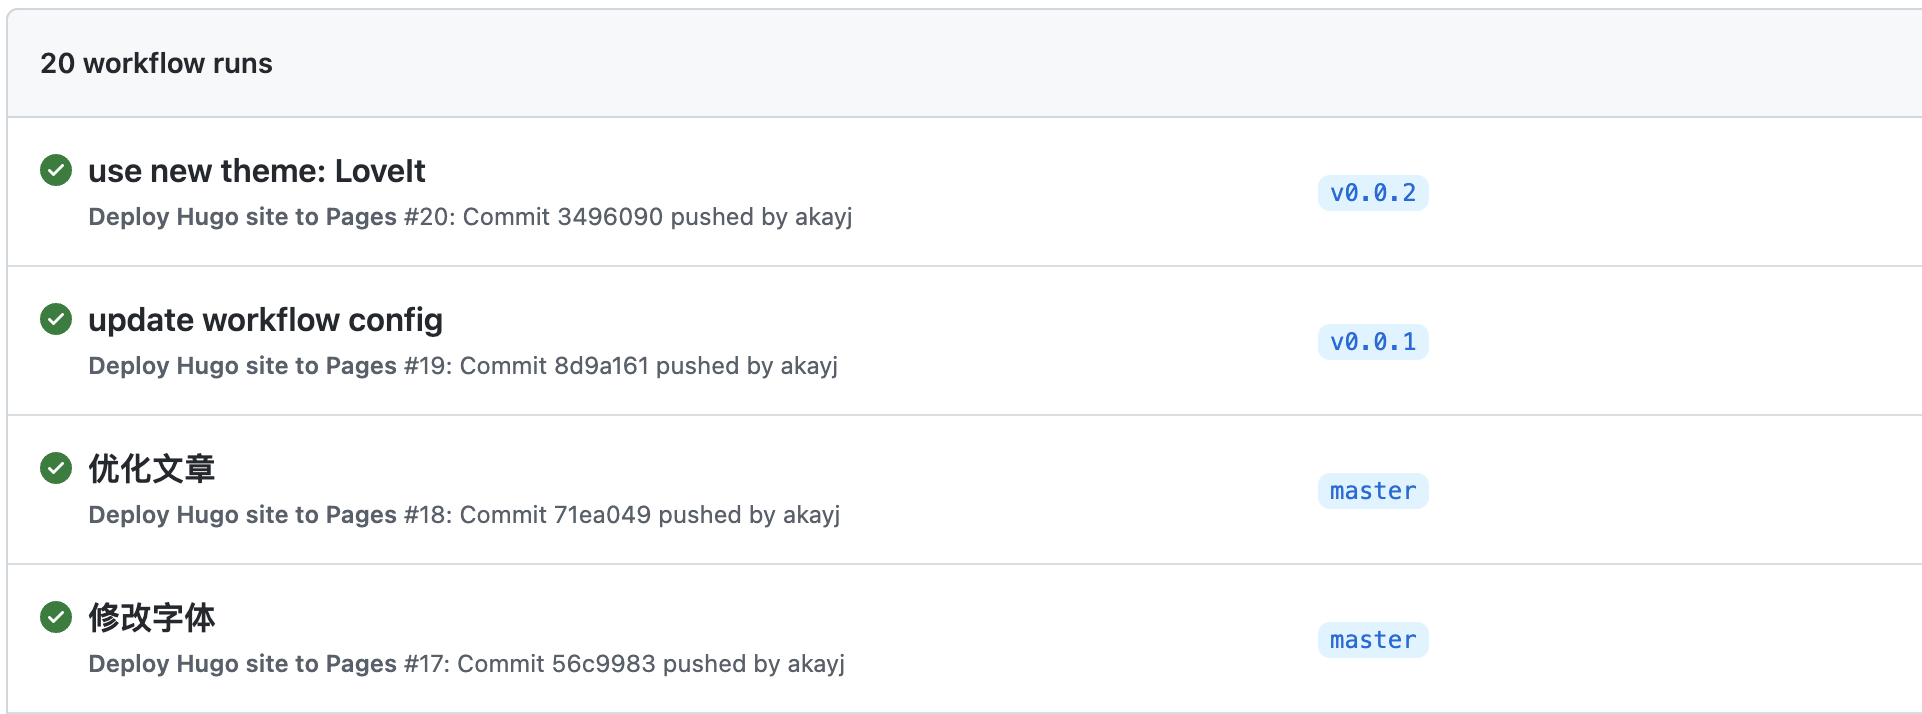 20 workflow runs
use new theme: LoveIt
Deploy Hugo site to Pages #20: Commit 3496090 pushed by akayj
v0.0.2
update workflow config
Deploy Hugo site to Pages #19: Commit 8d9a161 pushed by akayj
v0.0.1
优化文章
Deploy Hugo site to Pages #18: Commit 71ea049 pushed by akayj
master
修改字体
Deploy Hugo site to Pages #17: Commit 56c9983 pushed by akayj
master